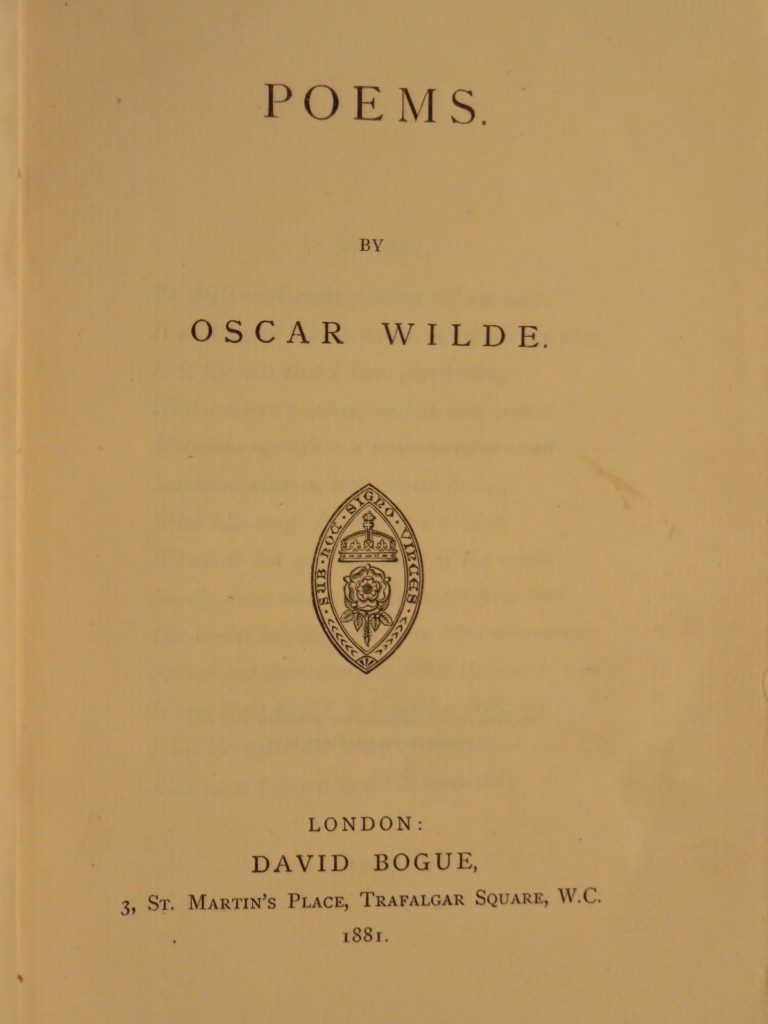 POEMS.
BY
OSCAR WILDE.
SUB · HOC · SIGNO · VINCES ·
LONDON:
DAVID BOGUE,
3, ST. MARTIN'S PLACE, TRAFALGAR SQUARE, W.C.
1881.